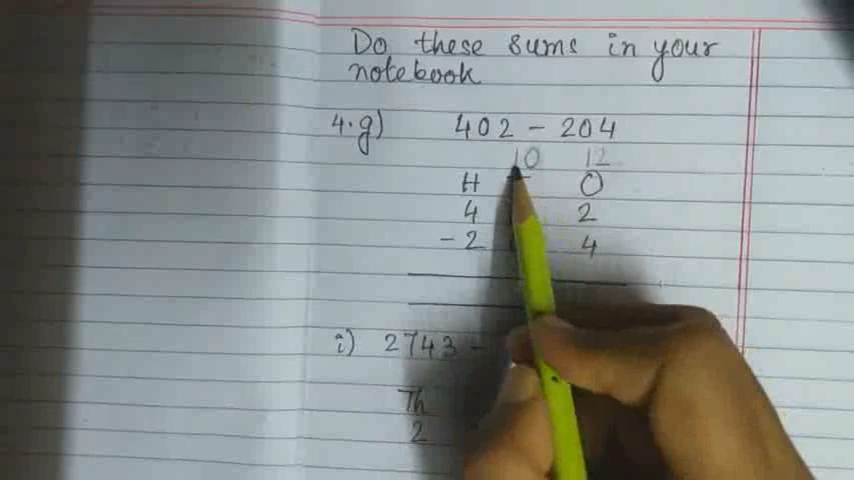 Do these sums in your
notebook
4.g) 402 - 204
10 12
H O
4 2
- 2 4
i) 2743 -
Th
2